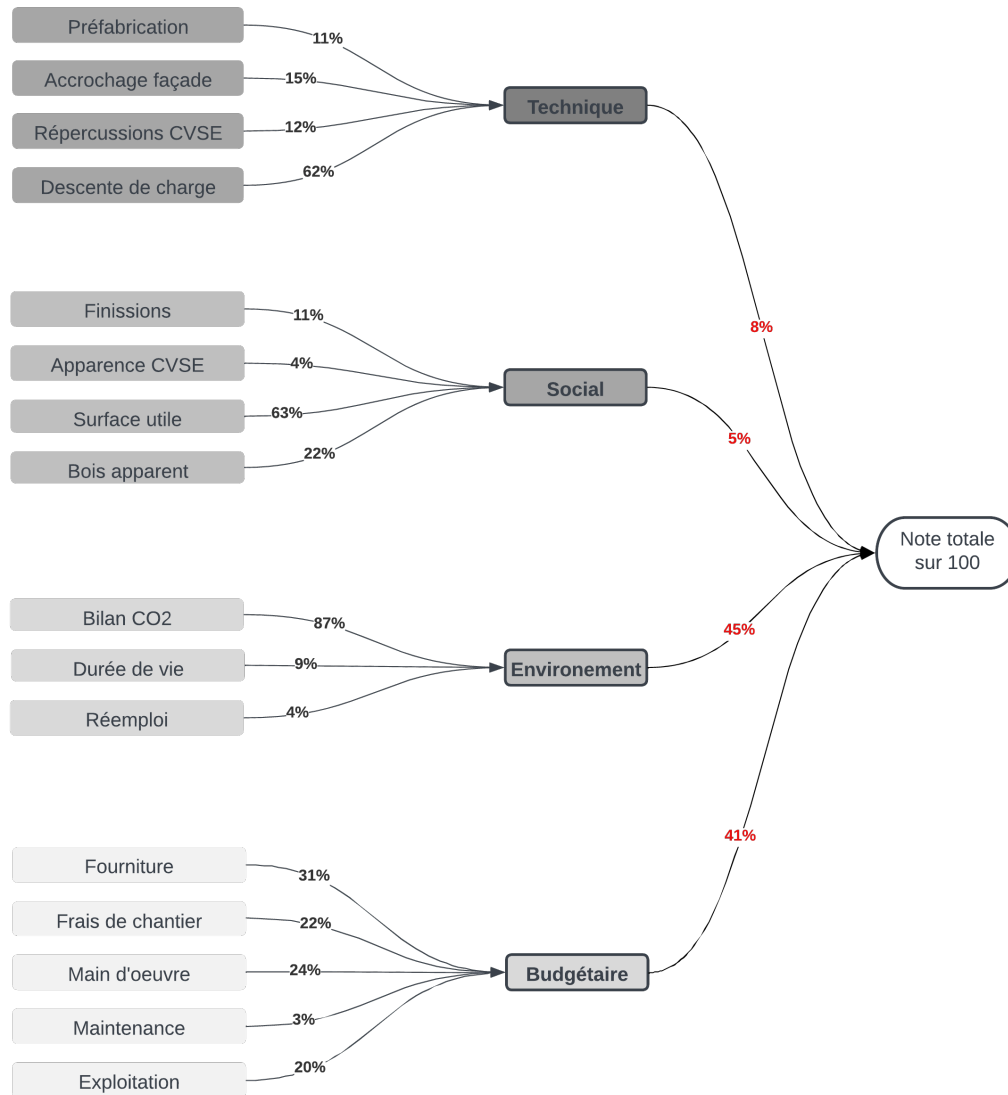 Préfabrication
11%
Accrochage façade
15%
Répercussions CVSE
12%
Descente de charge
62%
Technique
8%
Finissions
11%
Apparence CVSE
4%
Surface utile
63%
Bois apparent
22%
Social
5%
Note totale
sur 100
Bilan CO2
87%
Durée de vie
9%
Réemploi
4%
Environement
45%
Fourniture
31%
Frais de chantier
22%
Main d'oeuvre
24%
Maintenance
3%
Exploitation
20%
Budgétaire
41%